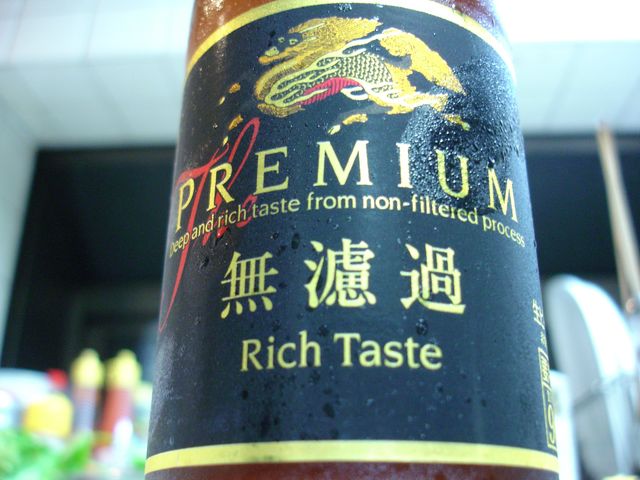 The
PREMIUM
Deep and rich taste from non-filtered process
無濾過
Rich Taste